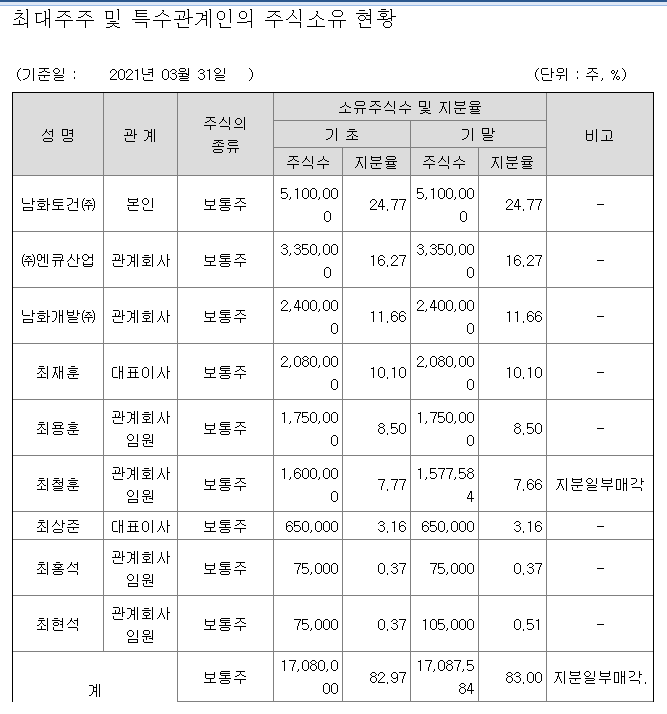 최대주주 및 특수관계인의 주식소유 현황
(기준일 : 2021년 03월 31일 ) (단위 : 주, %)
성 명 관 계 주식의 종류 소유주식수 및 지분율 비고
기 초 기 말
주식수 지분율 주식수 지분율
남화토건㈜ 본인 보통주 5,100,000 24.77 5,100,000 24.77 -
㈜엔큐산업 관계회사 보통주 3,350,000 16.27 3,350,000 16.27 -
남화개발㈜ 관계회사 보통주 2,400,000 11.66 2,400,000 11.66 -
최재훈 대표이사 보통주 2,080,000 10.10 2,080,000 10.10 -
최용훈 관계회사 임원 보통주 1,750,000 8.50 1,750,000 8.50 -
최철훈 관계회사 임원 보통주 1,600,000 7.77 1,577,584 7.66 지분일부매각
최상준 대표이사 보통주 650,000 3.16 650,000 3.16 -
최홍석 관계회사 임원 보통주 75,000 0.37 75,000 0.37 -
최현석 관계회사 임원 보통주 75,000 0.37 105,000 0.51 -
계 보통주 17,080,000 82.97 17,087,584 83.00 지분일부매각.